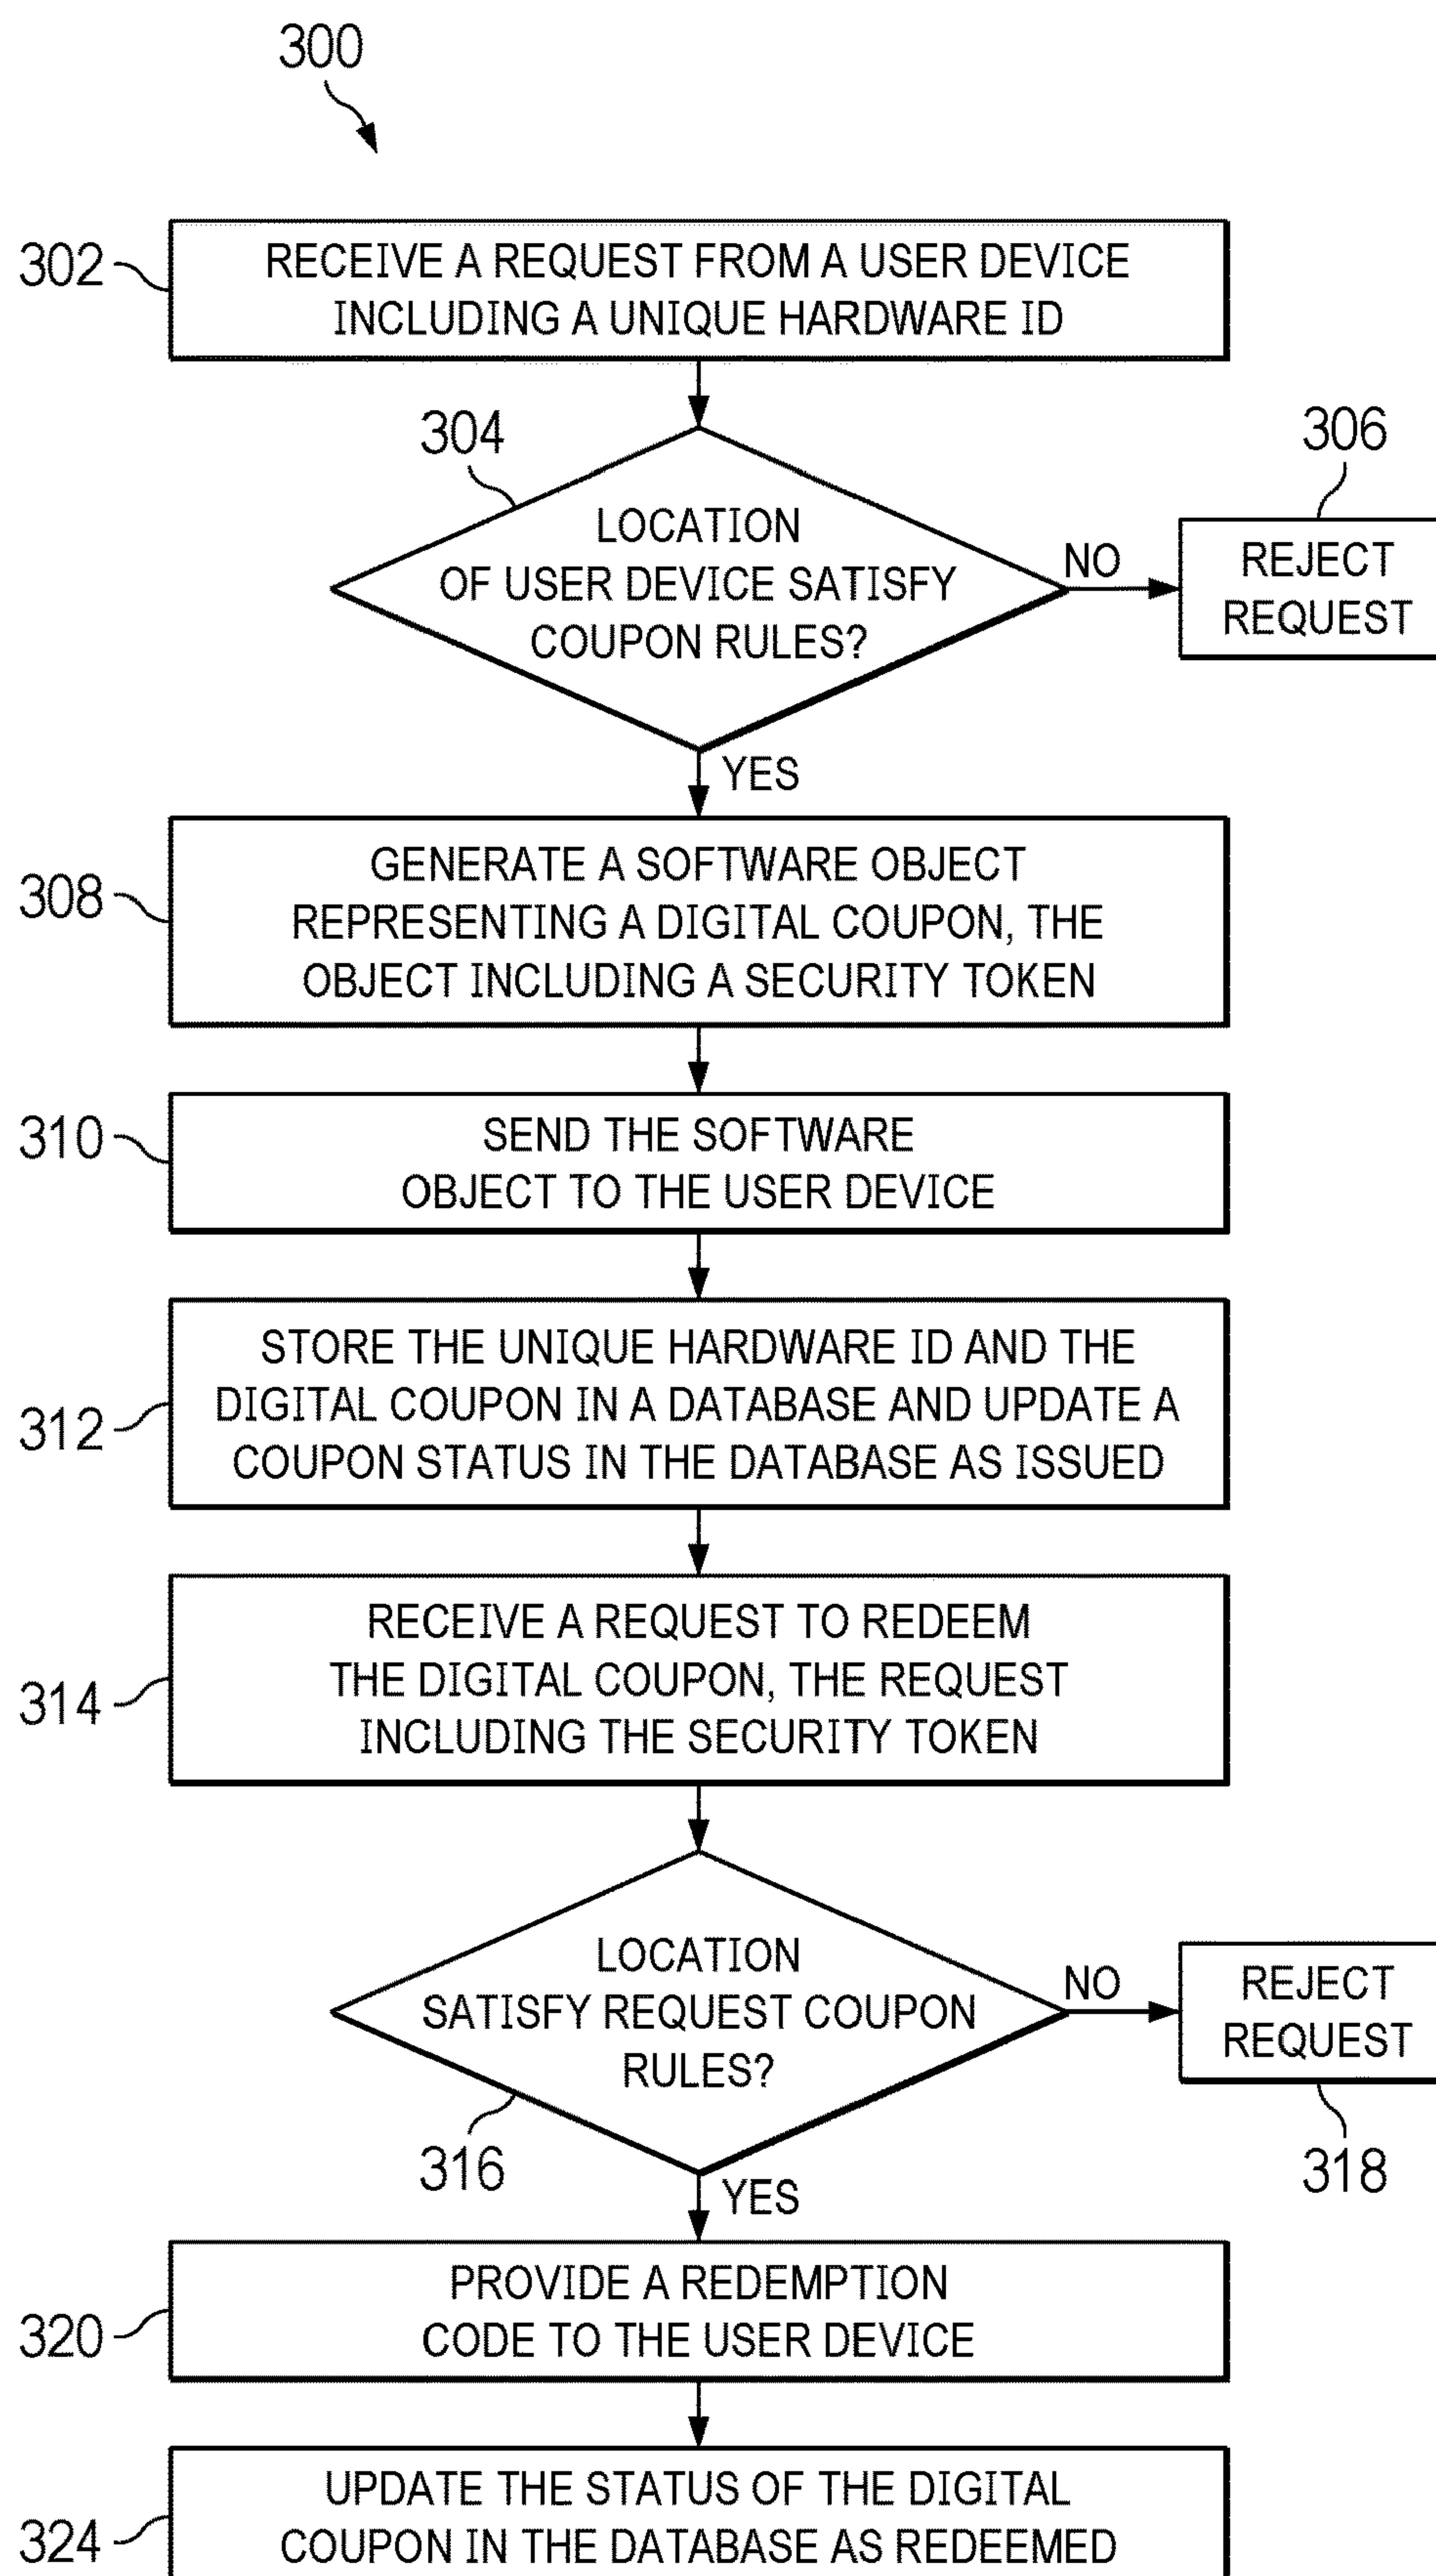 300
302
RECEIVE A REQUEST FROM A USER DEVICE
INCLUDING A UNIQUE HARDWARE ID
304
LOCATION
OF USER DEVICE SATISFY
COUPON RULES?
NO
306
REJECT
REQUEST
YES
308
GENERATE A SOFTWARE OBJECT
REPRESENTING A DIGITAL COUPON, THE
OBJECT INCLUDING A SECURITY TOKEN
310
SEND THE SOFTWARE
OBJECT TO THE USER DEVICE
312
STORE THE UNIQUE HARDWARE ID AND THE
DIGITAL COUPON IN A DATABASE AND UPDATE A
COUPON STATUS IN THE DATABASE AS ISSUED
314
RECEIVE A REQUEST TO REDEEM
THE DIGITAL COUPON, THE REQUEST
INCLUDING THE SECURITY TOKEN
LOCATION
SATISFY REQUEST COUPON
RULES?
316
NO
REJECT
REQUEST
318
YES
320
PROVIDE A REDEMPTION
CODE TO THE USER DEVICE
324
UPDATE THE STATUS OF THE DIGITAL
COUPON IN THE DATABASE AS REDEEMED